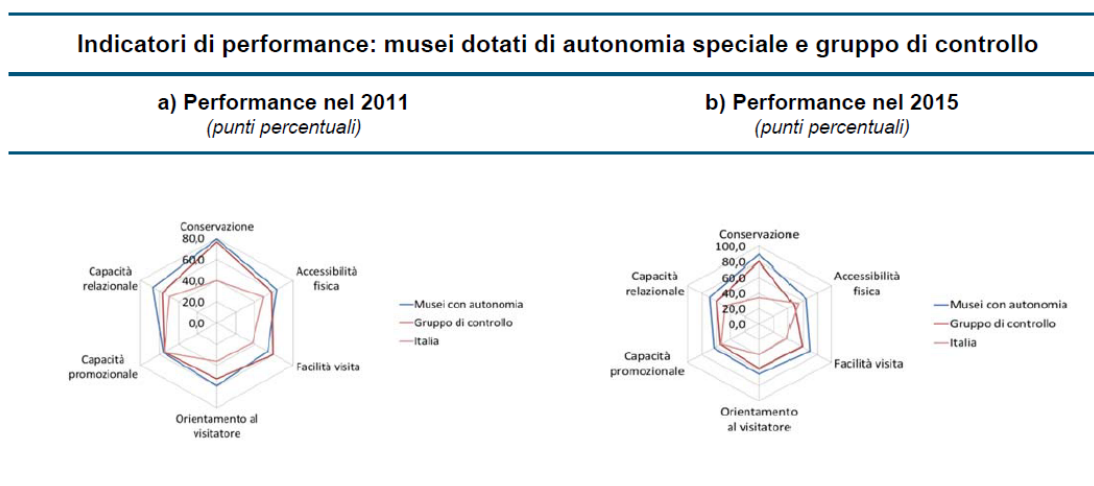 Indicatori di performance: musei dotati di autonomia speciale e gruppo di controllo
a) Performance nel 2011
(punti percentuali)
b) Performance nel 2015
(punti percentuali)
Conservazione
80,0
60,0
40,0
20,0
0,0
Capacità
relazionale
Accessibilità
fisica
Capacità
promozionale
Facilità visita
Orientamento al
visitatore
Musei con autonomia
Gruppo di controllo
Italia
Conservazione
100,0
80,0
60,0
40,0
20,0
0,0
Capacità
relazionale
Accessibilità
fisica
Capacità
promozionale
Facilità visita
Orientamento
al visitatore
Musei con autonomia
Gruppo di controllo
Italia